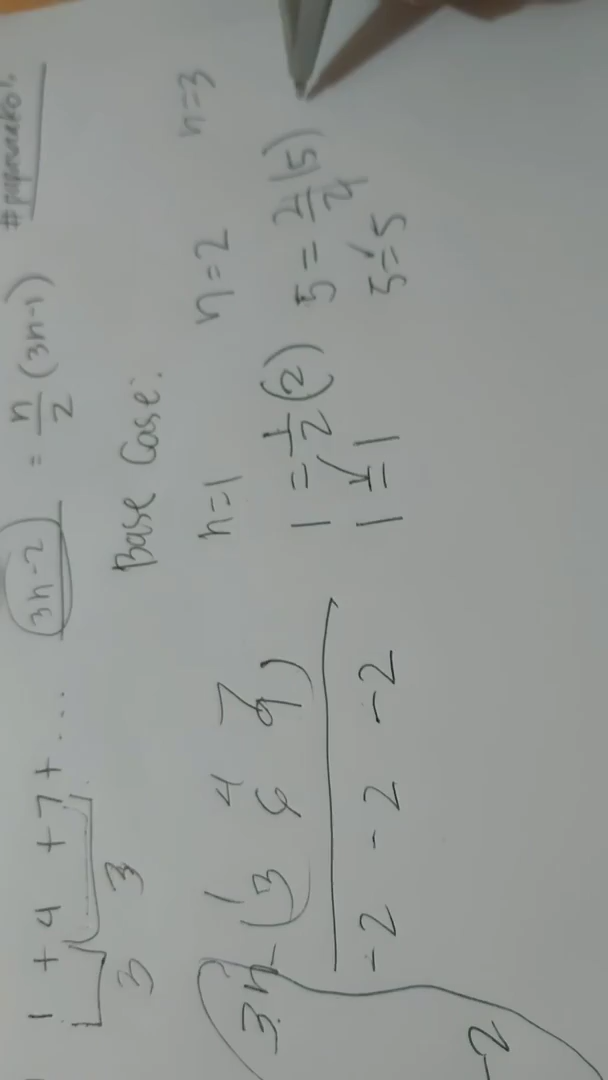 1 + 4 + 7 + ... 3n-2 = n/2 (3n-1)
3 3
Base Case:
n=1 n=2 n=3
1 = 1/2 (2) 5 = 2/2 (5)
1 = 1 5 = 5
1 4 7
3n (3 6 9)
-2 -2 -2
-2